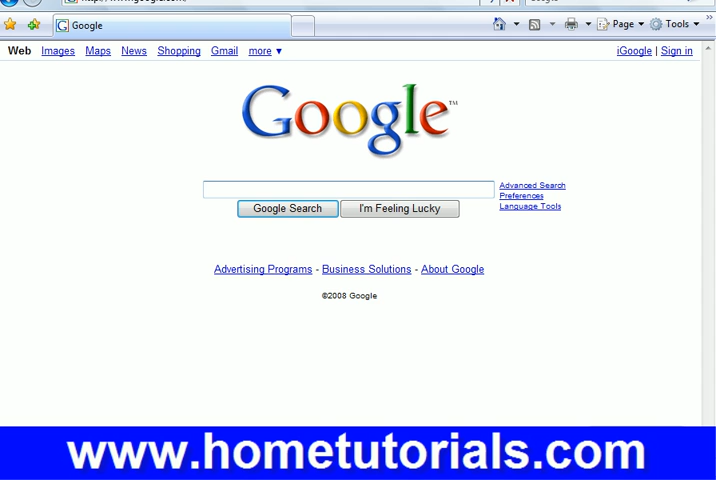 Google
Page
Tools
Web Images Maps News Shopping Gmail more
iGoogle | Sign in
Google™
Advanced Search
Preferences
Language Tools
Google Search
I'm Feeling Lucky
Advertising Programs - Business Solutions - About Google
©2008 Google
www.hometutorials.com